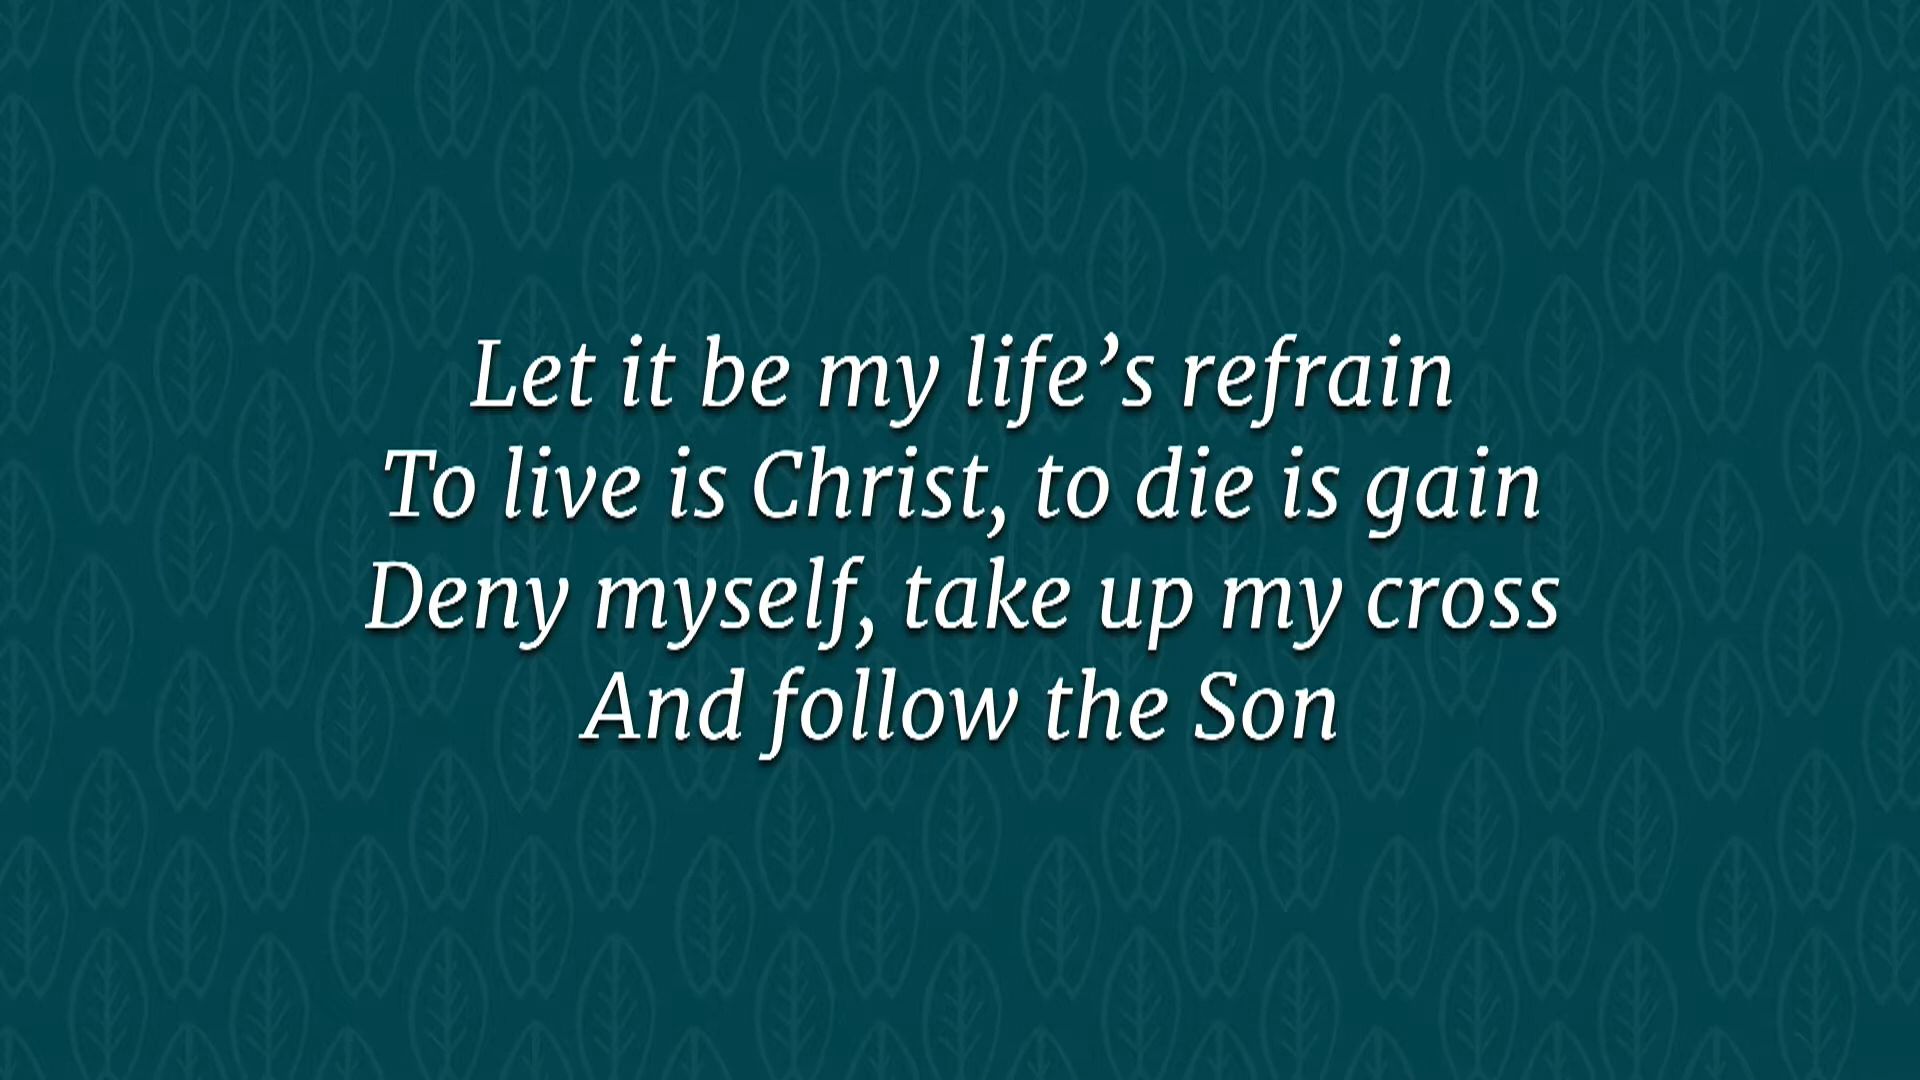 Let it be my life’s refrain
To live is Christ, to die is gain
Deny myself, take up my cross
And follow the Son